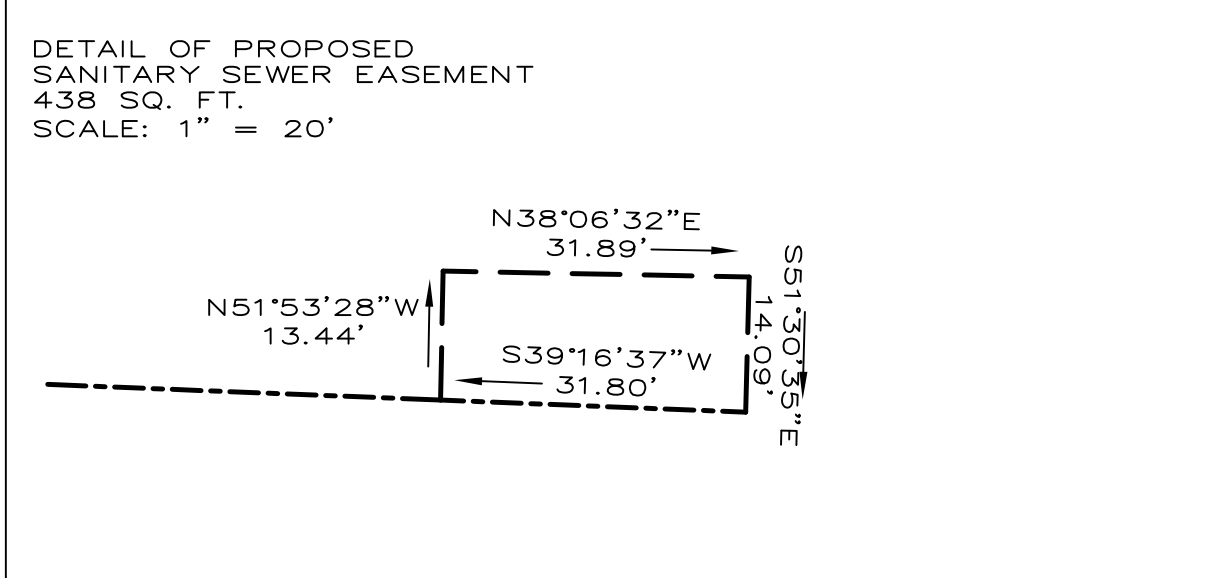 DETAIL OF PROPOSED
SANITARY SEWER EASEMENT
438 SQ. FT.
SCALE: 1” = 20’
N38°06’32”E
31.89’
N51°53’28”W
13.44’
S51°30’35”E
14.09’
S39°16’37”W
31.80’